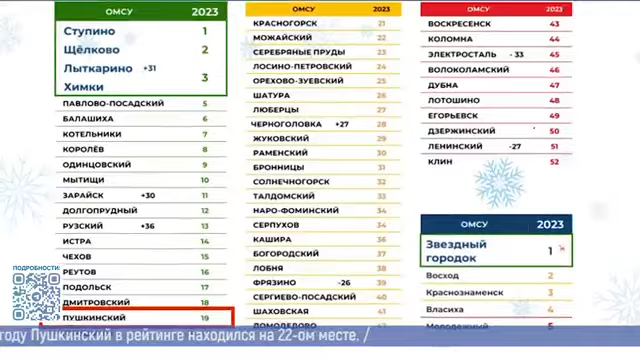 ОМСУ 2023
Ступино 1
Щёлково 2
Лыткарино +31
Химки 3
ПАВЛОВО-ПОСАДСКИЙ 5
БАЛАШИХА 6
КОТЕЛЬНИКИ 7
КОРОЛЁВ 8
ОДИНЦОВСКИЙ 9
МЫТИЩИ 10
ЗАРАЙСК +30 11
ДОЛГОПРУДНЫЙ 12
РУЗСКИЙ +36 13
ИСТРА 14
ЧЕХОВ 15
РЕУТОВ 16
ПОДОЛЬСК 17
ДМИТРОВСКИЙ 18
ПУШКИНСКИЙ 19
ОМСУ 2023
КРАСНОГОРСК 21
МОЖАЙСКИЙ 22
СЕРЕБРЯНЫЕ ПРУДЫ 23
ЛОСИНО-ПЕТРОВСКИЙ 24
ОРЕХОВО-ЗУЕВСКИЙ 25
ШАТУРА 26
ЛЮБЕРЦЫ 27
ЧЕРНОГОЛОВКА +27 28
ЖУКОВСКИЙ 29
РАМЕНСКИЙ 30
БРОННИЦЫ 31
СОЛНЕЧНОГОРСК 32
ТАЛДОМСКИЙ 33
НАРО-ФОМИНСКИЙ 34
СЕРПУХОВ 34
КАШИРА 36
БОГОРОДСКИЙ 37
ЛОБНЯ 38
ФРЯЗИНО -26 39
СЕРГИЕВО-ПОСАДСКИЙ 40
ШАХОВСКАЯ 41
ДОМОДЕДОВО
ОМСУ 2023
ВОСКРЕСЕНСК 43
КОЛОМНА 44
ЭЛЕКТРОСТАЛЬ - 33 45
ВОЛОКОЛАМСКИЙ 46
ДУБНА 47
ЛОТОШИНО 48
ЕГОРЬЕВСК 49
ДЗЕРЖИНСКИЙ 50
ЛЕНИНСКИЙ -27 51
КЛИН 52
ОМСУ 2023
Звездный
городок 1
Восход 2
Краснознаменск 3
Власиха 4
Молодежный 5
ПОДРОБНОСТИ:
году Пушкинский в рейтинге находился на 22-ом месте. /